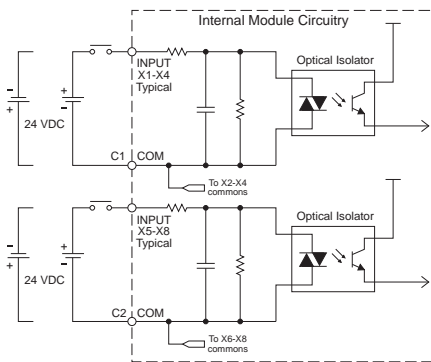 Internal Module Circuitry
Optical Isolator
INPUT
X1-X4
Typical
-
+
+
-
24 VDC
C1
COM
To X2-X4
commons
Optical Isolator
INPUT
X5-X8
Typical
-
+
+
-
24 VDC
C2
COM
To X6-X8
commons